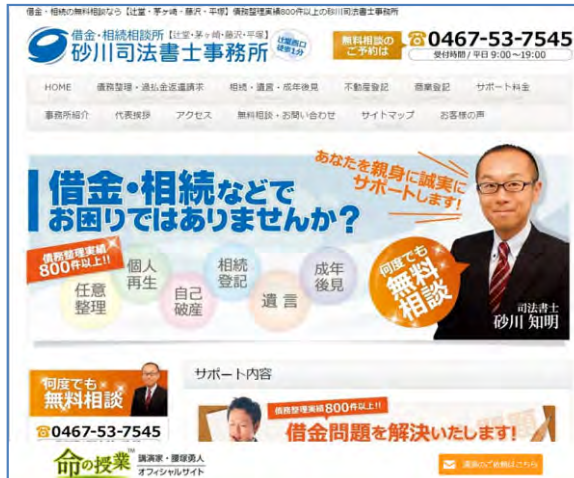 借金・相続の無料相談なら【辻堂・茅ヶ崎・藤沢・平塚】債務整理実績800件以上の砂川司法書士事務所
借金・相続相談所【辻堂・茅ヶ崎・藤沢・平塚】
砂川司法書士事務所
辻堂西口
徒歩1分
無料相談の
ご予約は
0467-53-7545
受付時間/平日 9:00~19:00
HOME 債務整理・過払金返還請求 相続・遺言・成年後見 不動産登記 商業登記 サポート料金
事務所紹介 代表挨拶 アクセス 無料相談・お問い合わせ サイトマップ お客様の声
あなたを親身に誠実に
サポートします!
借金・相続などで
お困りではありませんか?
債務整理実績
800件以上!!
任意
整理
個人
再生
自己
破産
相続
登記
遺言
成年
後見
何度でも
無料
相談
司法書士
砂川 知明
何度でも
無料相談
0467-53-7545
サポート内容
債務整理実績800件以上!!
借金問題を解決いたします!
命の授業
講演家・腰塚勇人
オフィシャルサイト
講演のご依頼はこちら